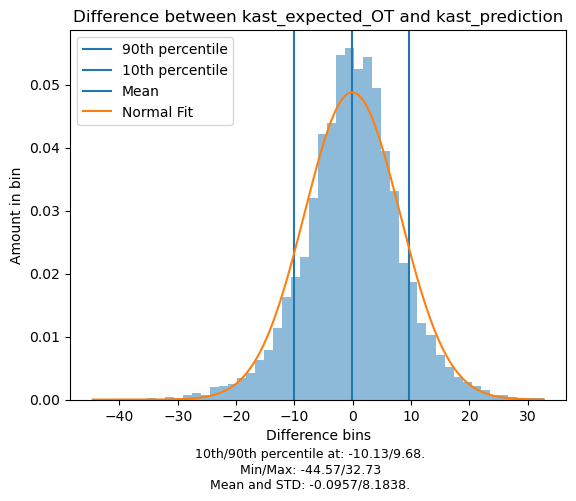 Difference between kast_expected_OT and kast_prediction
90th percentile
10th percentile
Mean
Normal Fit
Amount in bin
0.05
0.04
0.03
0.02
0.01
0.00
−40
−30
−20
−10
0
10
20
30
Difference bins
10th/90th percentile at: -10.13/9.68.
Min/Max: -44.57/32.73
Mean and STD: -0.0957/8.1838.